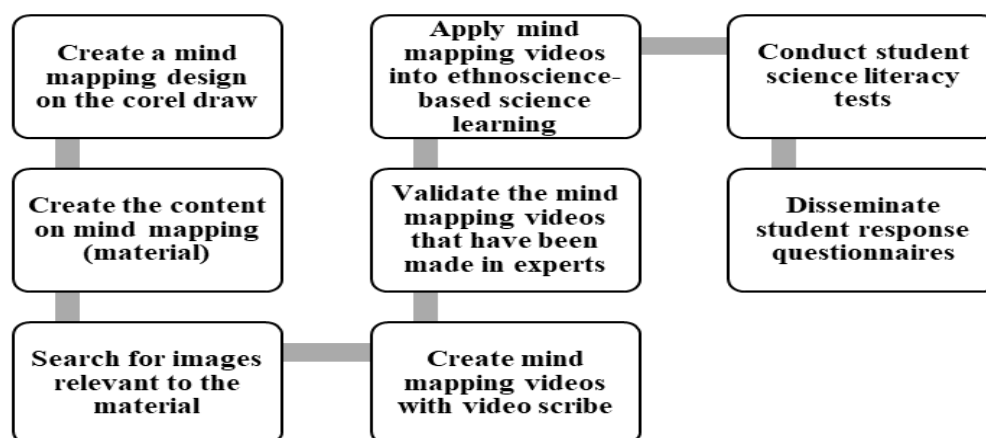 Create a mind
mapping design
on the corel draw
Create the content
on mind mapping
(material)
Search for images
relevant to the
material
Create mind
mapping videos
with video scribe
Validate the mind
mapping videos
that have been
made in experts
Apply mind
mapping videos
into ethnoscience-
based science
learning
Conduct student
science literacy
tests
Disseminate
student response
questionnaires